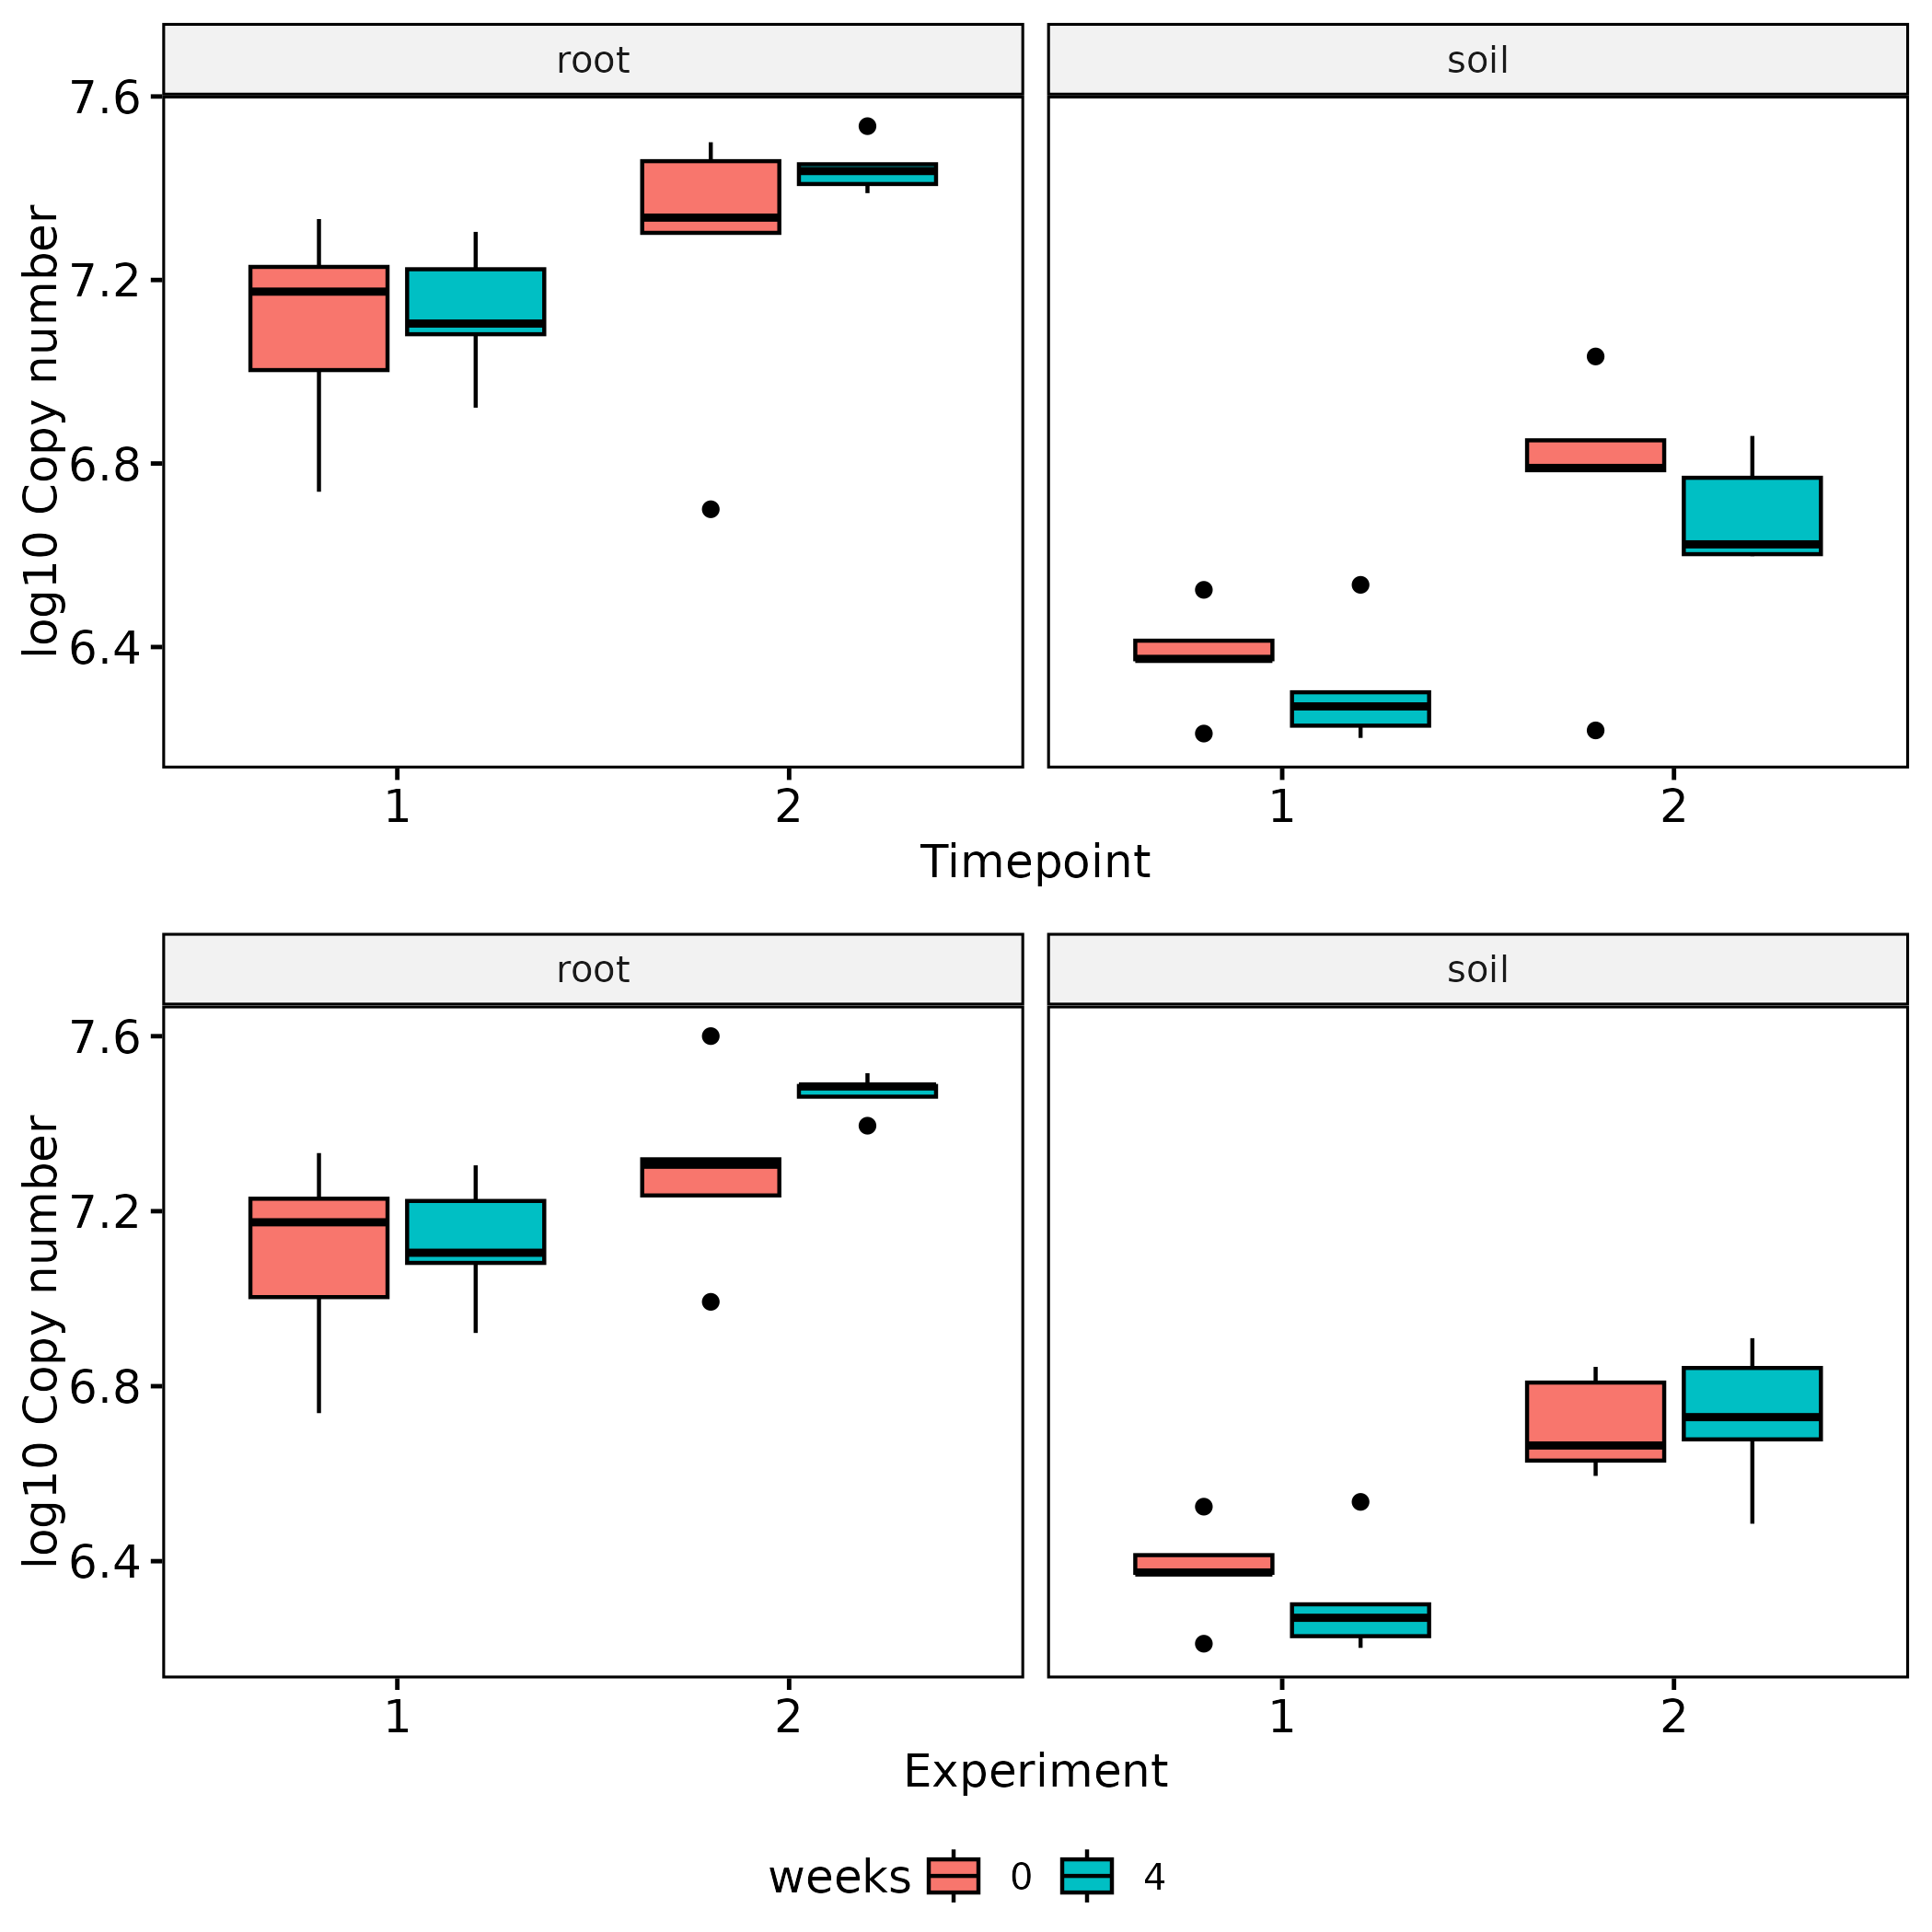 root soil
7.6
7.2
6.8
6.4
log10 Copy number
1 2 1 2
Timepoint
root soil
7.6
7.2
6.8
6.4
log10 Copy number
1 2 1 2
Experiment
weeks 0 4